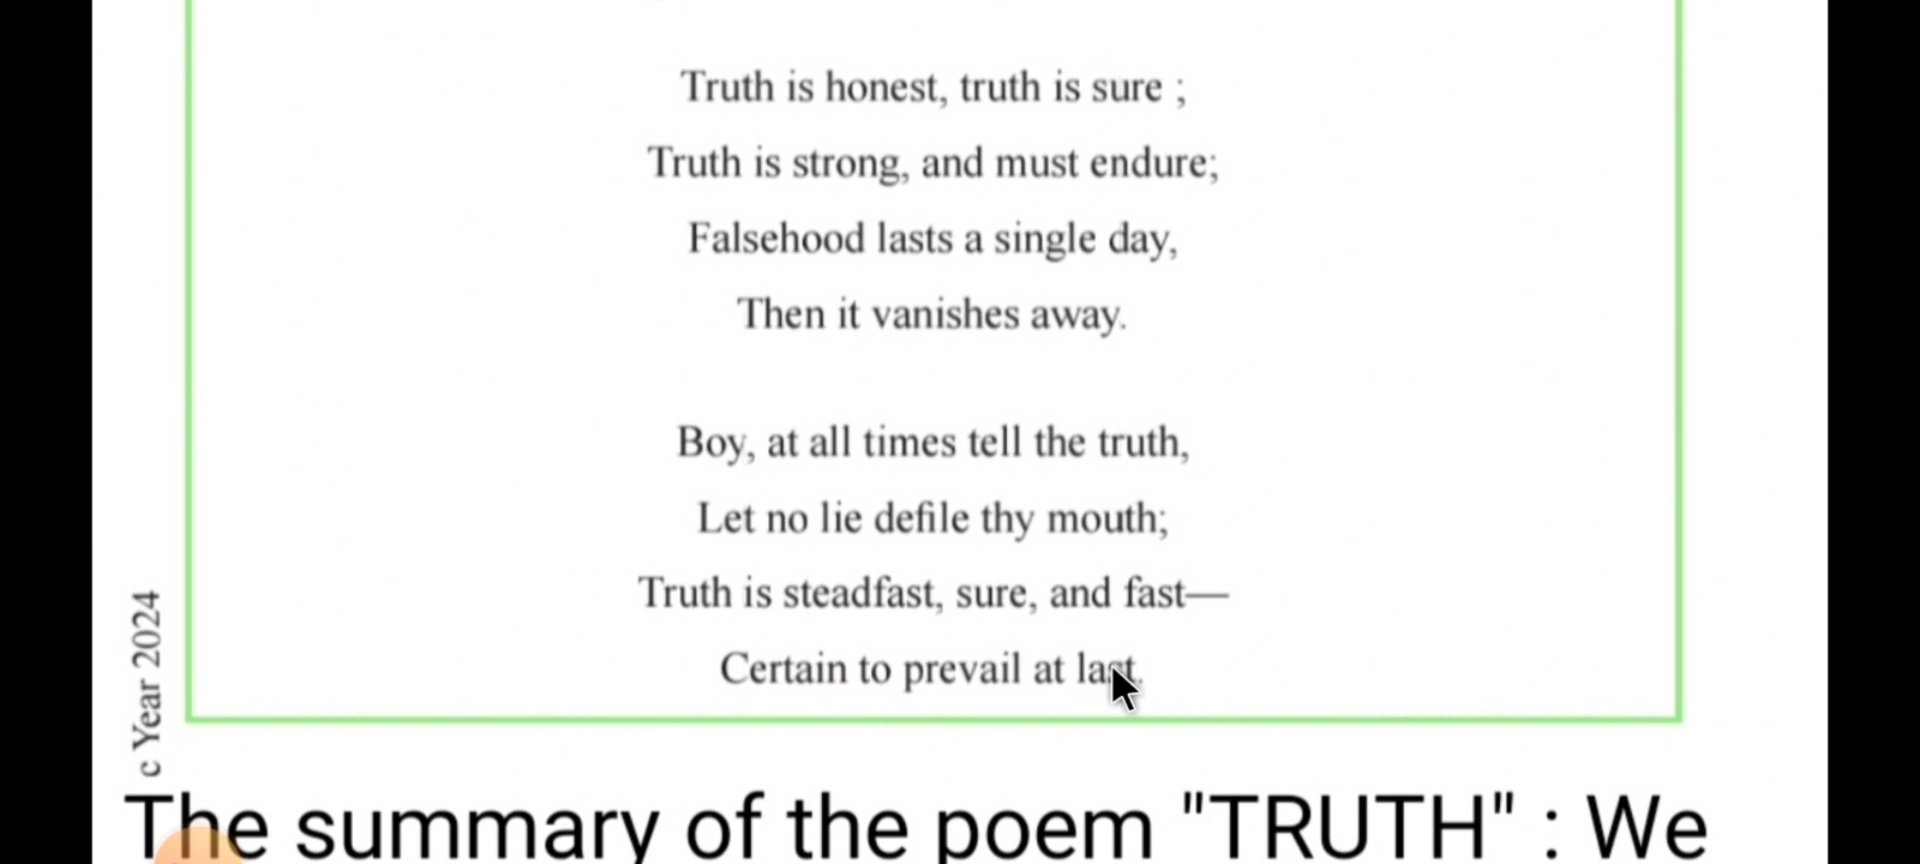 Truth is honest, truth is sure ;
Truth is strong, and must endure;
Falsehood lasts a single day,
Then it vanishes away.
Boy, at all times tell the truth,
Let no lie defile thy mouth;
Truth is steadfast, sure, and fast—
Certain to prevail at last.
c Year 2024
The summary of the poem "TRUTH" : We